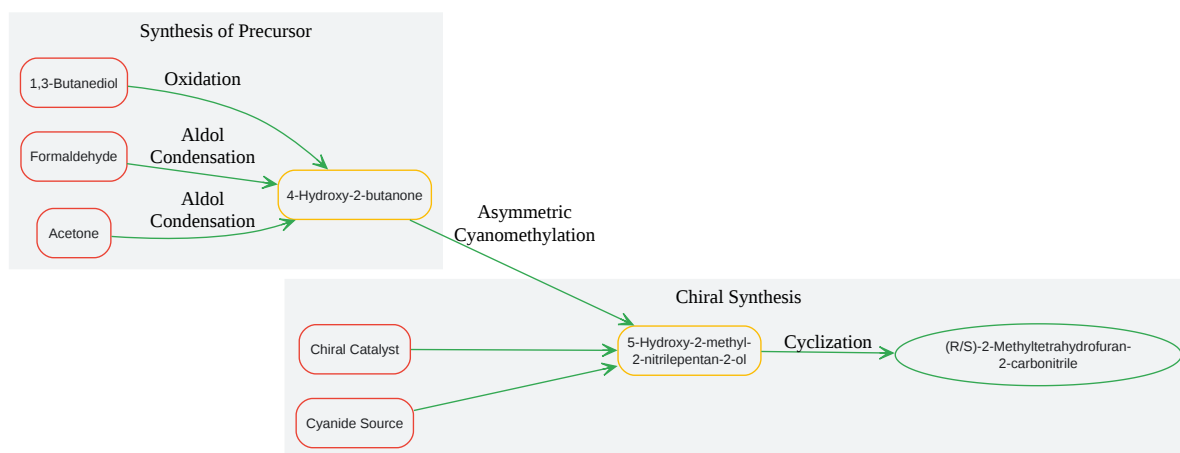 Synthesis of Precursor
1,3-Butanediol
Oxidation
Formaldehyde
Aldol
Condensation
4-Hydroxy-2-butanone
Aldol
Condensation
Acetone
Asymmetric
Cyanomethylation
Chiral Synthesis
Chiral Catalyst
5-Hydroxy-2-methyl-
2-nitrilepentan-2-ol
Cyclization
(R/S)-2-Methyltetrahydrofuran-
2-carbonitrile
Cyanide Source